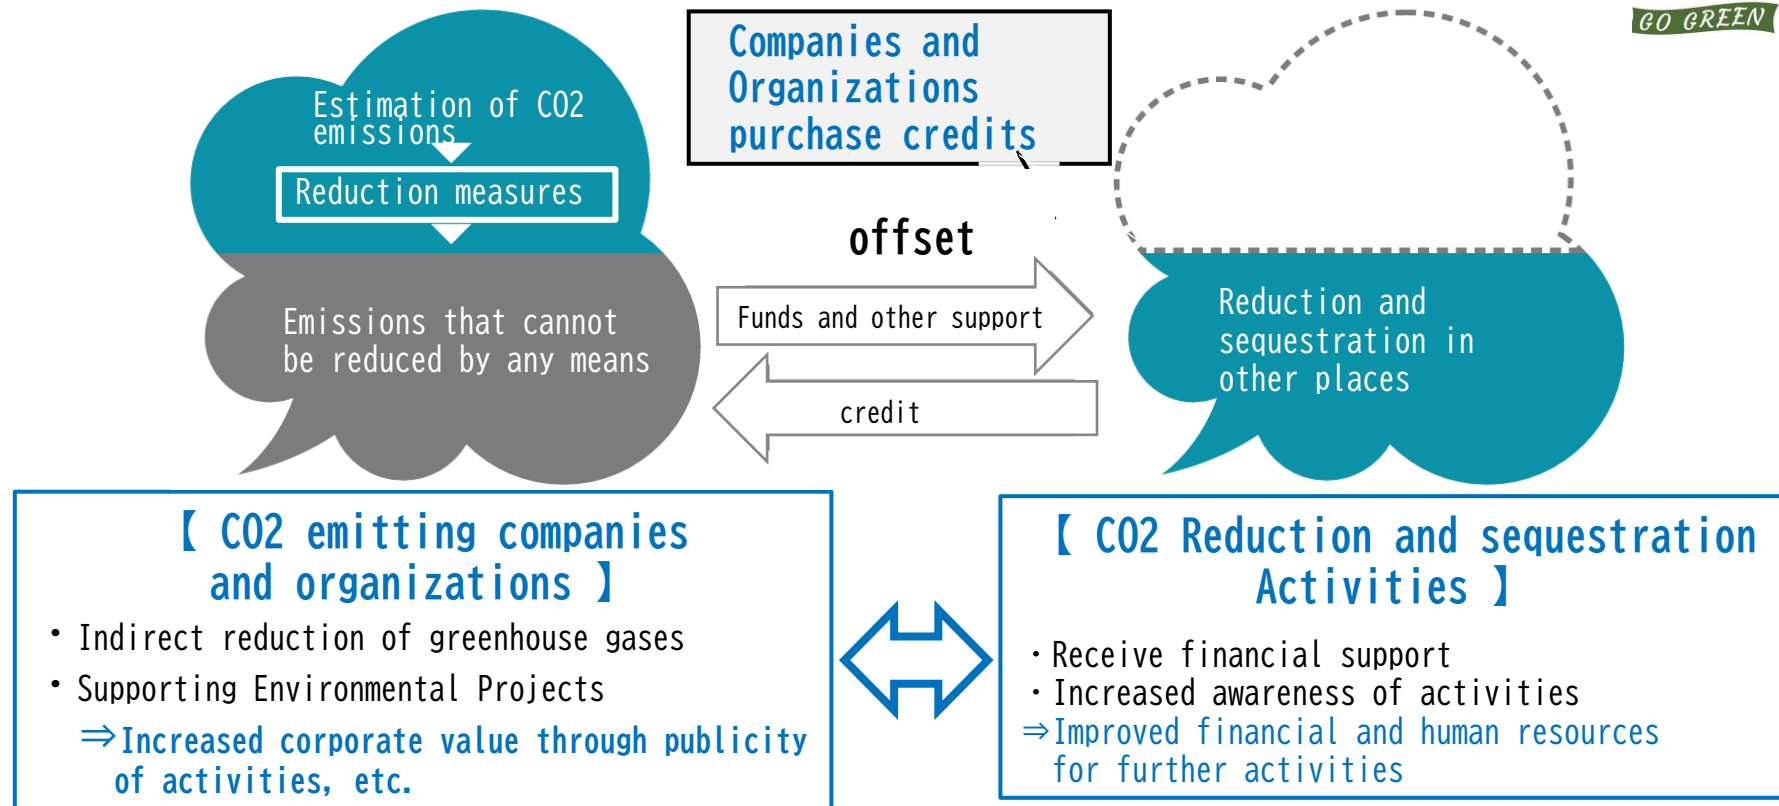 GO GREEN
Companies and
Organizations
purchase credits
Estimation of CO2
emissions
Reduction measures
Emissions that cannot
be reduced by any means
offset
Funds and other support
credit
Reduction and
sequestration in
other places
【 CO2 emitting companies
and organizations 】
• Indirect reduction of greenhouse gases
• Supporting Environmental Projects
⇒Increased corporate value through publicity
of activities, etc.
【 CO2 Reduction and sequestration
Activities 】
・Receive financial support
・Increased awareness of activities
⇒Improved financial and human resources
for further activities